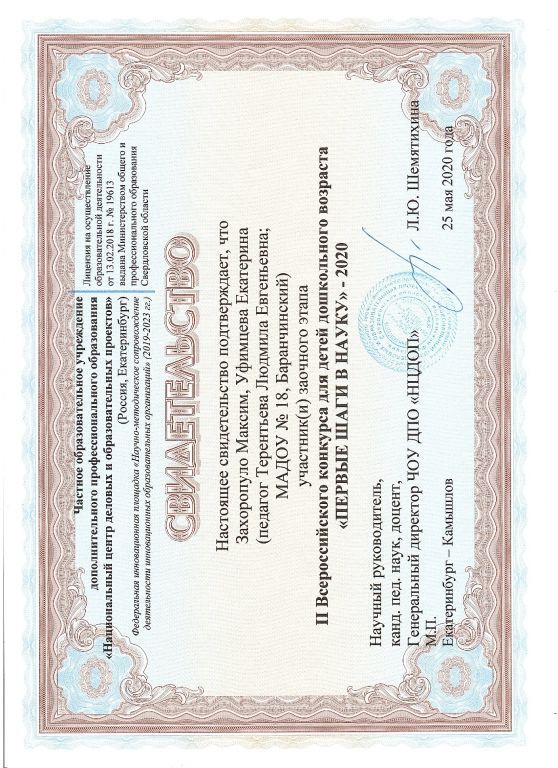 Частное образовательное учреждение
дополнительного профессионального образования
«Национальный центр деловых и образовательных проектов»
(Россия, Екатеринбург)
Федеральная инновационная площадка «Научно-методическое сопровождение
деятельности инновационных образовательных организаций» (2019-2023 гг.)
Лицензия на осуществление
образовательной деятельности
от 13.02.2018 г. № 19613
выдана Министерством общего и
профессионального образования
Свердловской области
СВИДЕТЕЛЬСТВО
Настоящее свидетельство подтверждает, что
Захоропуло Максим, Уфимцева Екатерина
(педагог Терентьева Людмила Евгеньевна;
МАДОУ № 18, Баранчинский)
участник(и) заочного этапа
II Всероссийского конкурса для детей дошкольного возраста
«ПЕРВЫЕ ШАГИ В НАУКУ» - 2020
Научный руководитель,
канд. пед. наук, доцент,
Генеральный директор ЧОУ ДПО «НЦДОП» Л.Ю. Шемятихина
М.П.
Екатеринбург – Камышлов 25 мая 2020 года